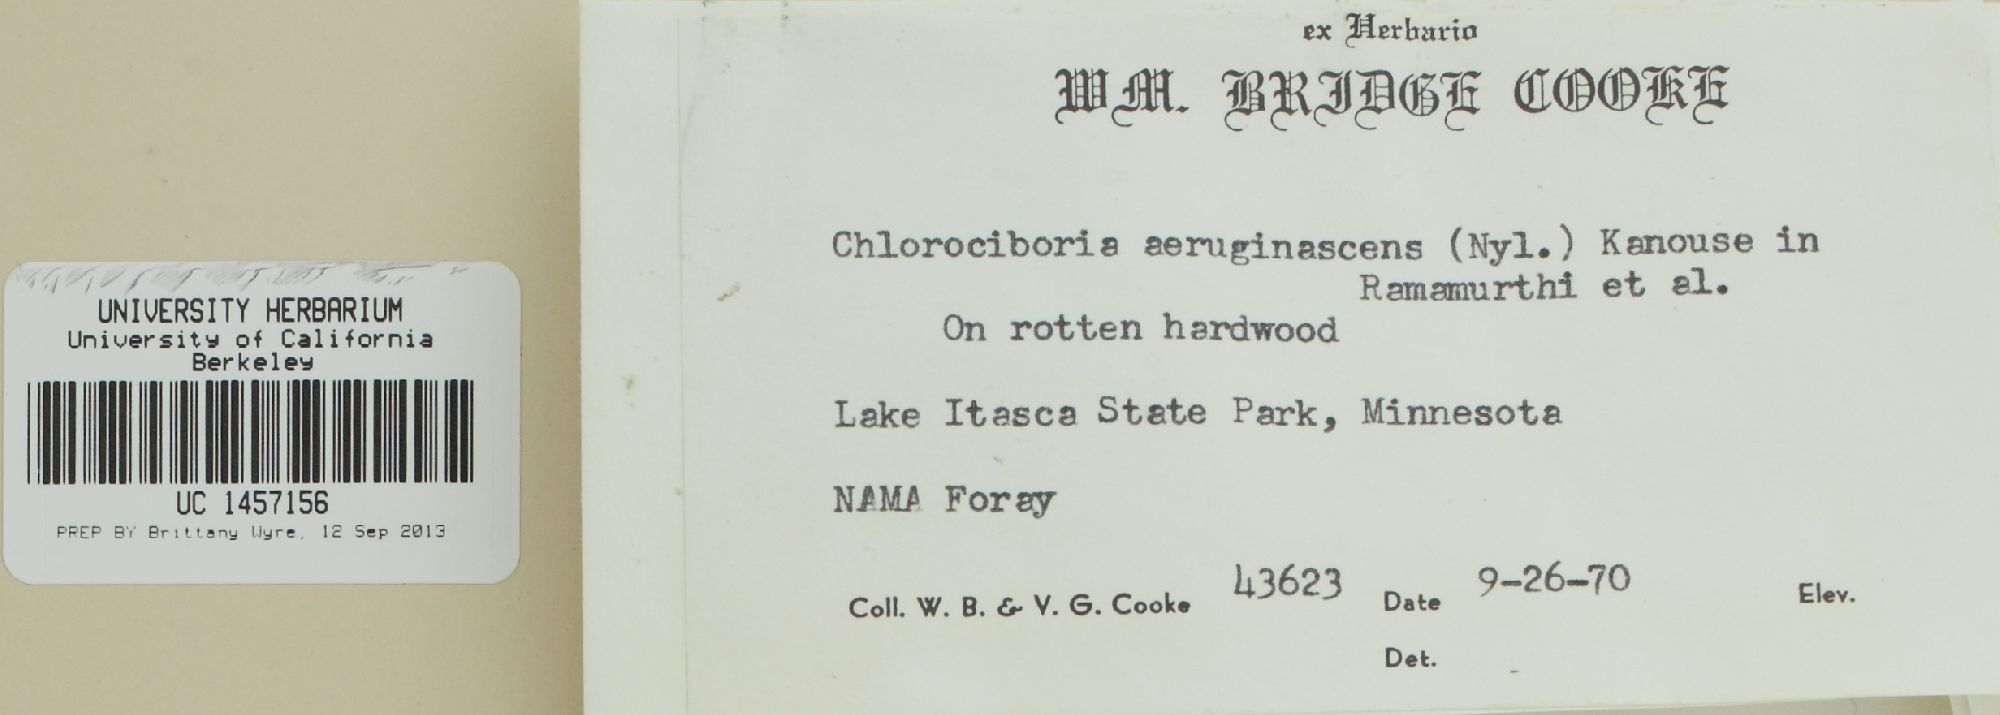 UNIVERSITY HERBARIUM
University of California
Berkeley
UC 1457156
PREP BY Brittany Wyre, 12 Sep 2013
ex Herbario
WM. BRIDGE COOKE
Chlorociboria aeruginascens (Nyl.) Kanouse in
Ramamurthi et al.
On rotten hardwood
Lake Itasca State Park, Minnesota
NAMA Foray
Coll. W. B. & V. G. Cooke 43623 Date 9-26-70 Elev.
Det.